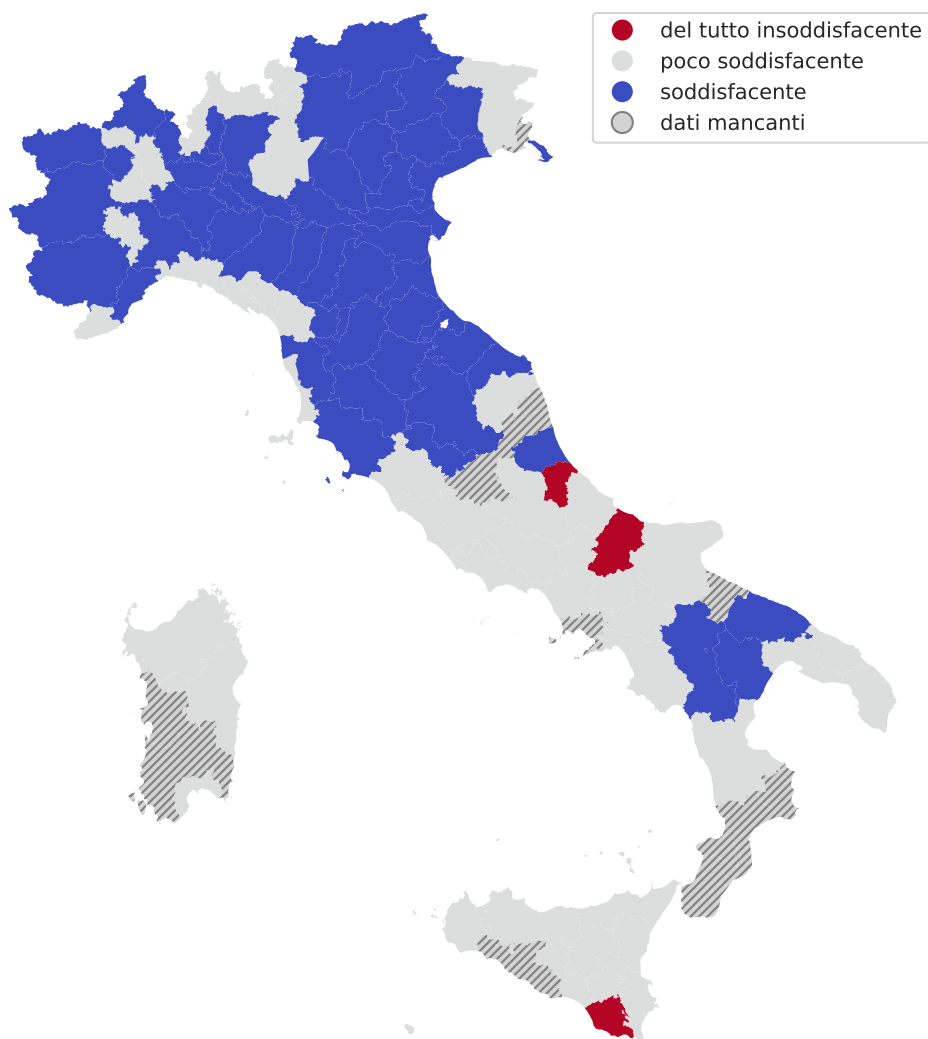 del tutto insoddisfacente
poco soddisfacente
soddisfacente
dati mancanti